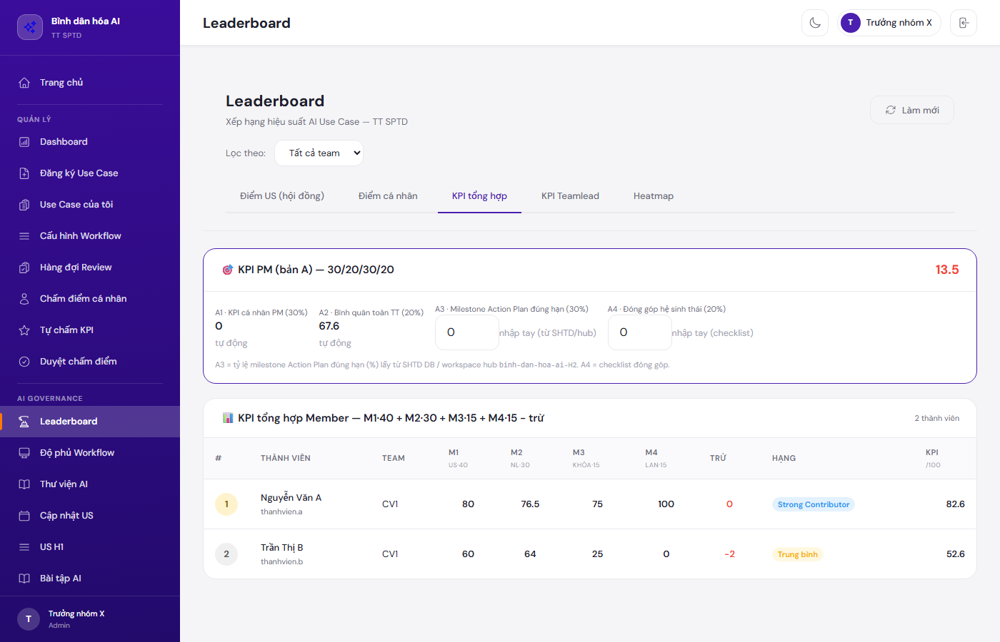 Bình dân hóa AI
TT SPTD
Trang chủ
QUẢN LÝ
Dashboard
Đăng ký Use Case
Use Case của tôi
Cấu hình Workflow
Hàng đợi Review
Chấm điểm cá nhân
Tự chấm KPI
Duyệt chấm điểm
AI GOVERNANCE
Leaderboard
Độ phủ Workflow
Thư viện AI
Cập nhật US
US H1
Bài tập AI
T
Trưởng nhóm X
Admin
Leaderboard
T
Trưởng nhóm X
Leaderboard
Xếp hạng hiệu suất AI Use Case — TT SPTD
Làm mới
Lọc theo: Tất cả team
Điểm US (hội đồng) Điểm cá nhân KPI tổng hợp KPI Teamlead Heatmap
KPI PM (bản A) — 30/20/30/20 13.5
A1 · KPI cá nhân PM (30%)
0
tự động
A2 · Bình quân toàn TT (20%)
67.6
tự động
A3 · Milestone Action Plan đúng hạn (30%)
0 nhập tay (từ SHTD/hub)
A4 · Đóng góp hệ sinh thái (20%)
0 nhập tay (checklist)
A3 = tỷ lệ milestone Action Plan đúng hạn (%) lấy từ SHTD DB / workspace hub binh-dan-hoa-ai-H2. A4 = checklist đóng góp.
KPI tổng hợp Member — M1·40 + M2·30 + M3·15 + M4·15 − trừ 2 thành viên
# THÀNH VIÊN TEAM M1 M2 M3 M4 TRỪ HẠNG KPI
US·40 NL·30 KHÓA·15 LAN·15 /100
1 Nguyễn Văn A CV1 80 76.5 75 100 0 Strong Contributor 82.6
thanhvien.a
2 Trần Thị B CV1 60 64 25 0 -2 Trung bình 52.6
thanhvien.b